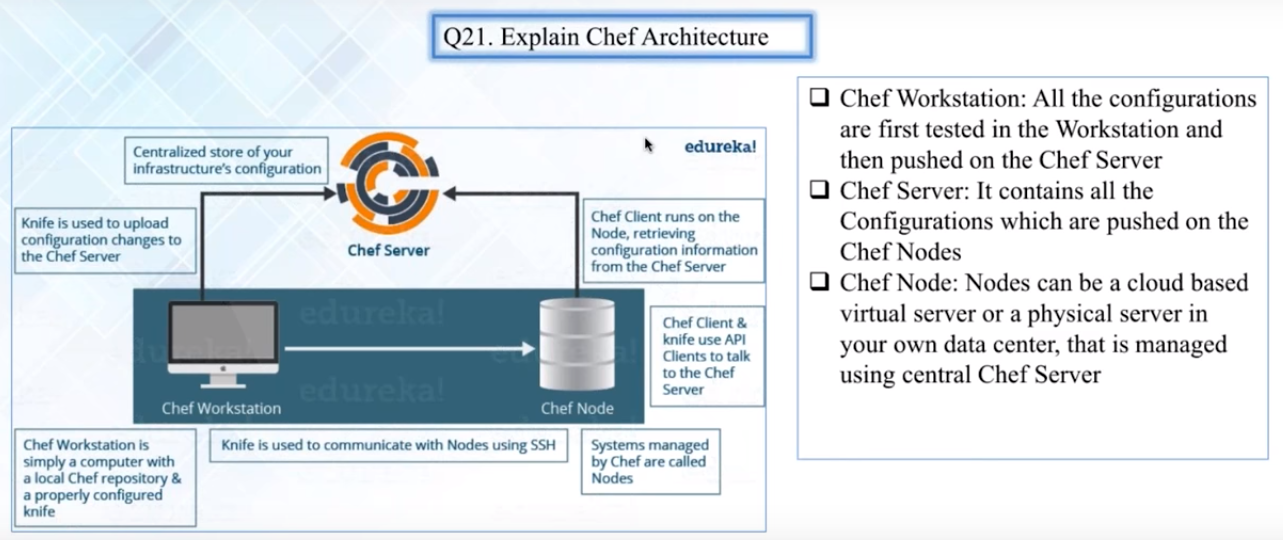 Q21. Explain Chef Architecture
Centralized store of your
infrastructure's configuration
edureka!
Knife is used to upload
configuration changes to
the Chef Server
Chef Server
Chef Client runs on the
Node, retrieving
configuration information
from the Chef Server
edureka!
edureka!
Chef Client &
knife use API
Clients to talk
to the Chef
Server
Chef Workstation
Chef Node
Chef Workstation is
simply a computer with
a local Chef repository &
a properly configured
knife
Knife is used to communicate with Nodes using SSH
Systems managed
by Chef are called
Nodes
Chef Workstation: All the configurations
are first tested in the Workstation and
then pushed on the Chef Server
Chef Server: It contains all the
Configurations which are pushed on the
Chef Nodes
Chef Node: Nodes can be a cloud based
virtual server or a physical server in
your own data center, that is managed
using central Chef Server